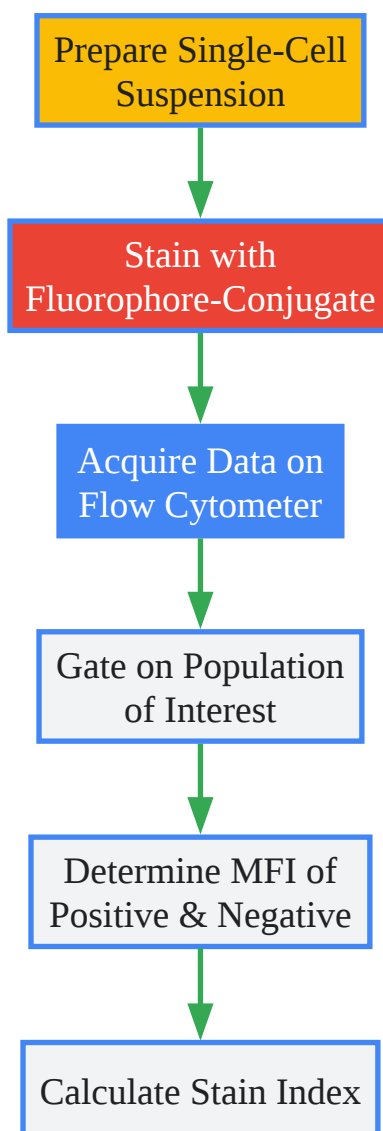 Prepare Single-Cell
Suspension
Stain with
Fluorophore-Conjugate
Acquire Data on
Flow Cytometer
Gate on Population
of Interest
Determine MFI of
Positive & Negative
Calculate Stain Index